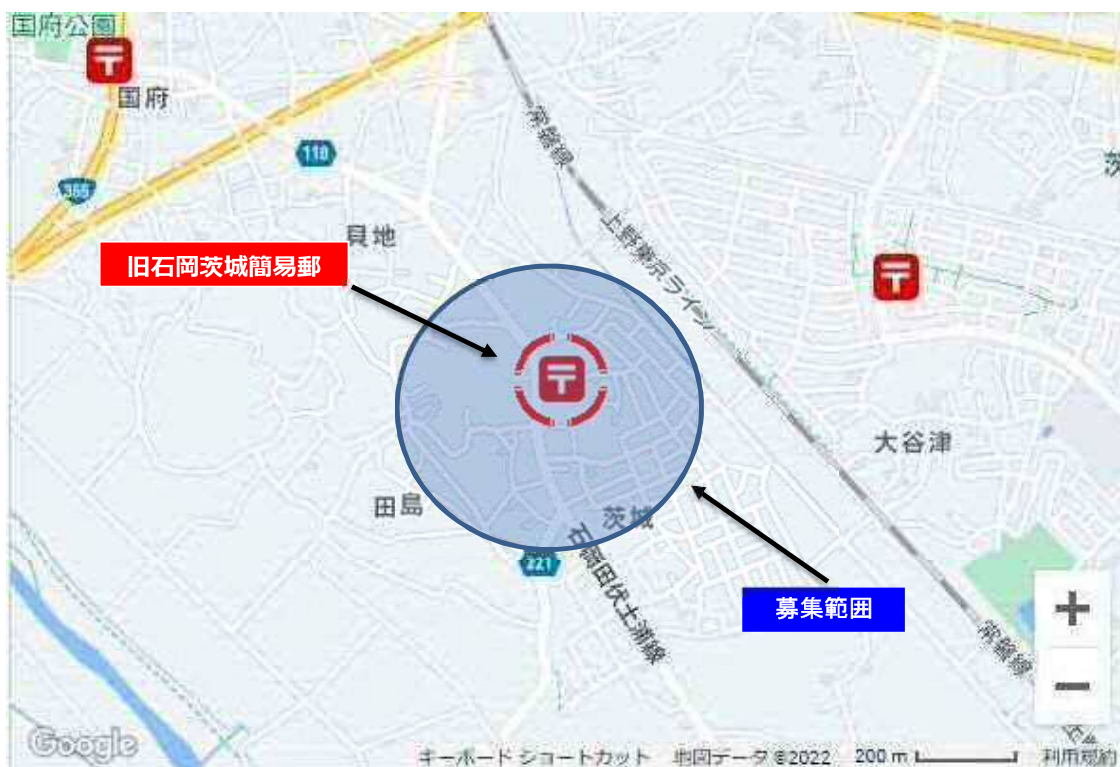 国府公園
国府
茨
118
常磐線
355
貝地
上野東京ライン
旧石岡茨城簡易郵
大谷津
田島
茨城
石岡田伏土浦線
221
募集範囲
+
常磐線
−
Google
キーボード ショートカット 地図データ ©2022 200 m 利用規約